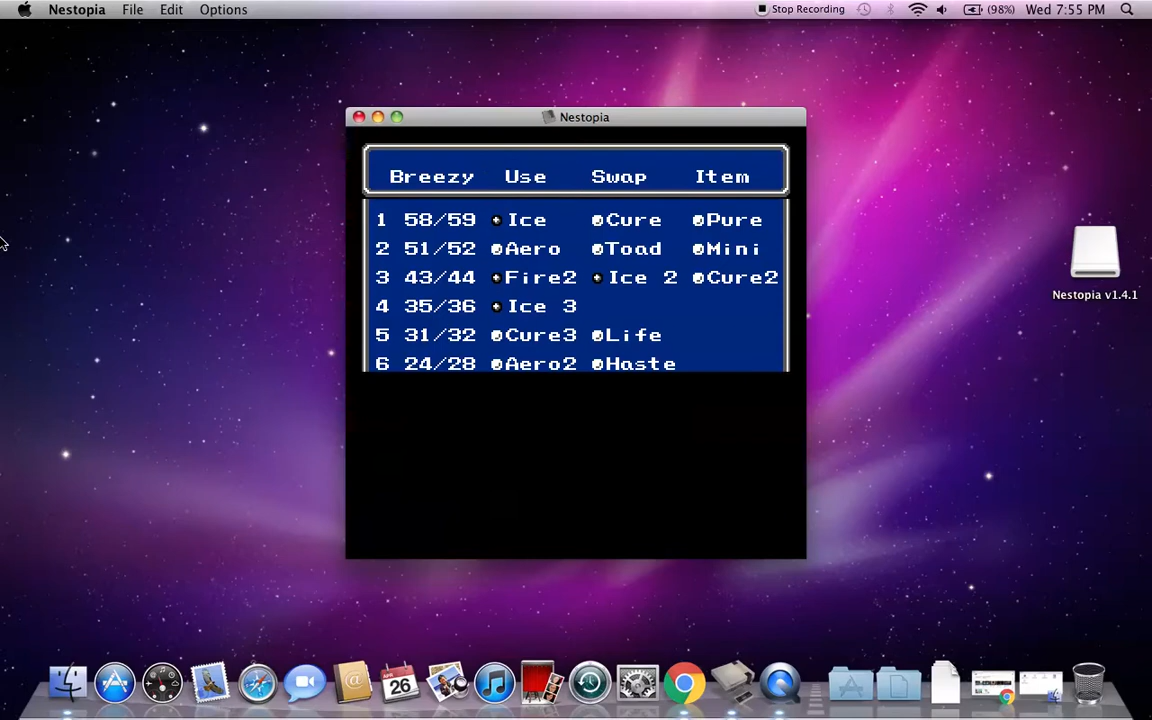 Nestopia File Edit Options Stop Recording (98%) Wed 7:55 PM
Nestopia
Breezy Use Swap Item
1 58/59 Ice Cure Pure
2 51/52 Aero Toad Mini
3 43/44 Fire2 Ice 2 Cure2
4 35/36 Ice 3
5 31/32 Cure3 Life
6 24/28 Aero2 Haste
Nestopia v1.4.1
APR
26